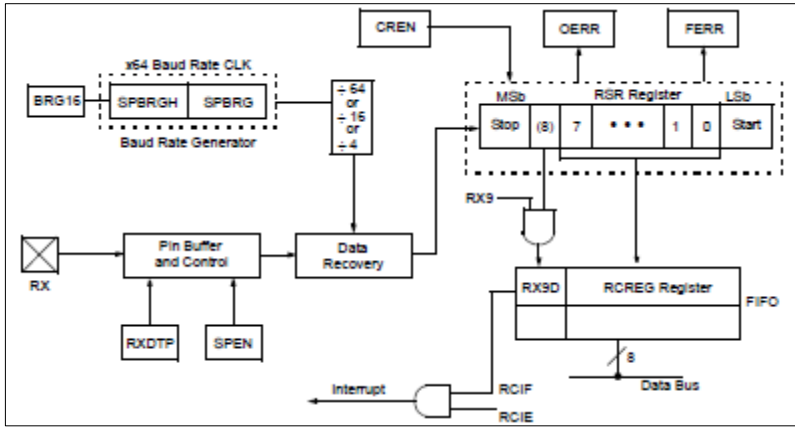 CREN
OERR
FERR
x64 Baud Rate CLK
BRG16
SPBRGH
SPBRG
Baud Rate Generator
÷ 64
or
÷ 16
or
÷ 4
MSb
RSR Register
LSb
Stop
(8)
7
• • •
1
0
Start
RX9
RX
Pin Buffer
and Control
Data
Recovery
RX9D
RCREG Register
FIFO
RXDTP
SPEN
8
Data Bus
Interrupt
RCIF
RCIE